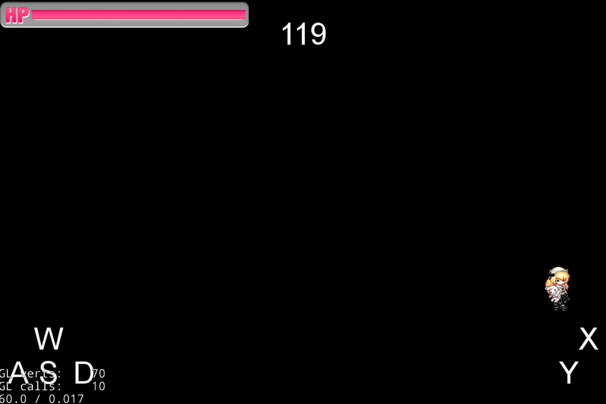 HP
119
W
X
A S D
Y
GL verts: 70
GL calls: 10
60.0 / 0.017